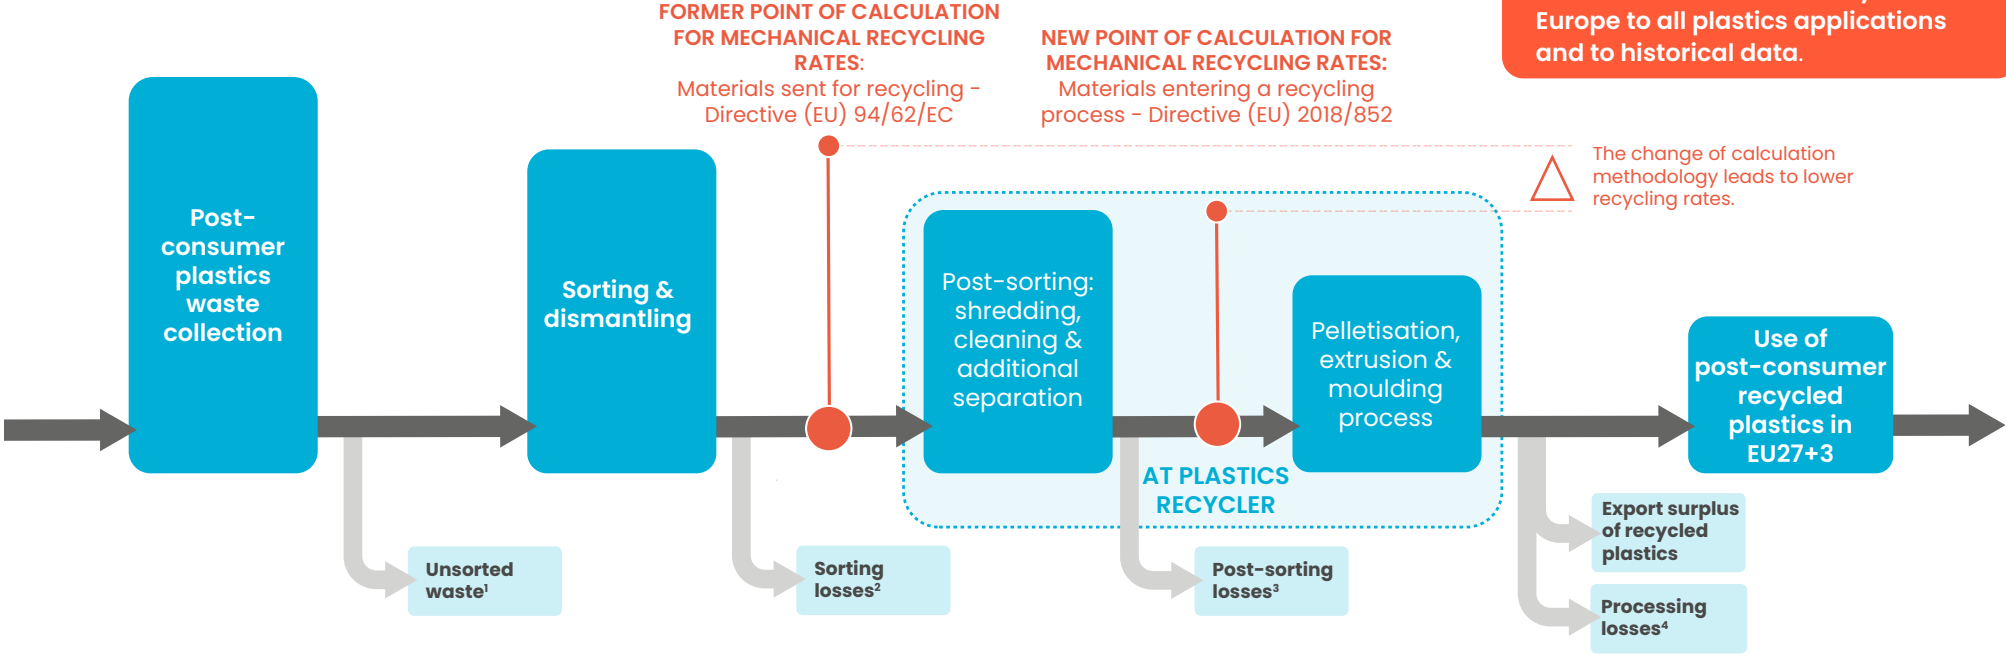 FORMER POINT OF CALCULATION
FOR MECHANICAL RECYCLING
RATES:
Materials sent for recycling -
Directive (EU) 94/62/EC
NEW POINT OF CALCULATION FOR
MECHANICAL RECYCLING RATES:
Materials entering a recycling
process - Directive (EU) 2018/852
Europe to all plastics applications
and to historical data.
The change of calculation
methodology leads to lower
recycling rates.
Post-
consumer
plastics
waste
collection
Sorting &
dismantling
Post-sorting:
shredding,
cleaning &
additional
separation
Pelletisation,
extrusion &
moulding
process
AT PLASTICS
RECYCLER
Use of
post-consumer
recycled
plastics in
EU27+3
Unsorted
waste¹
Sorting
losses²
Post-sorting
losses³
Export surplus
of recycled
plastics
Processing
losses⁴